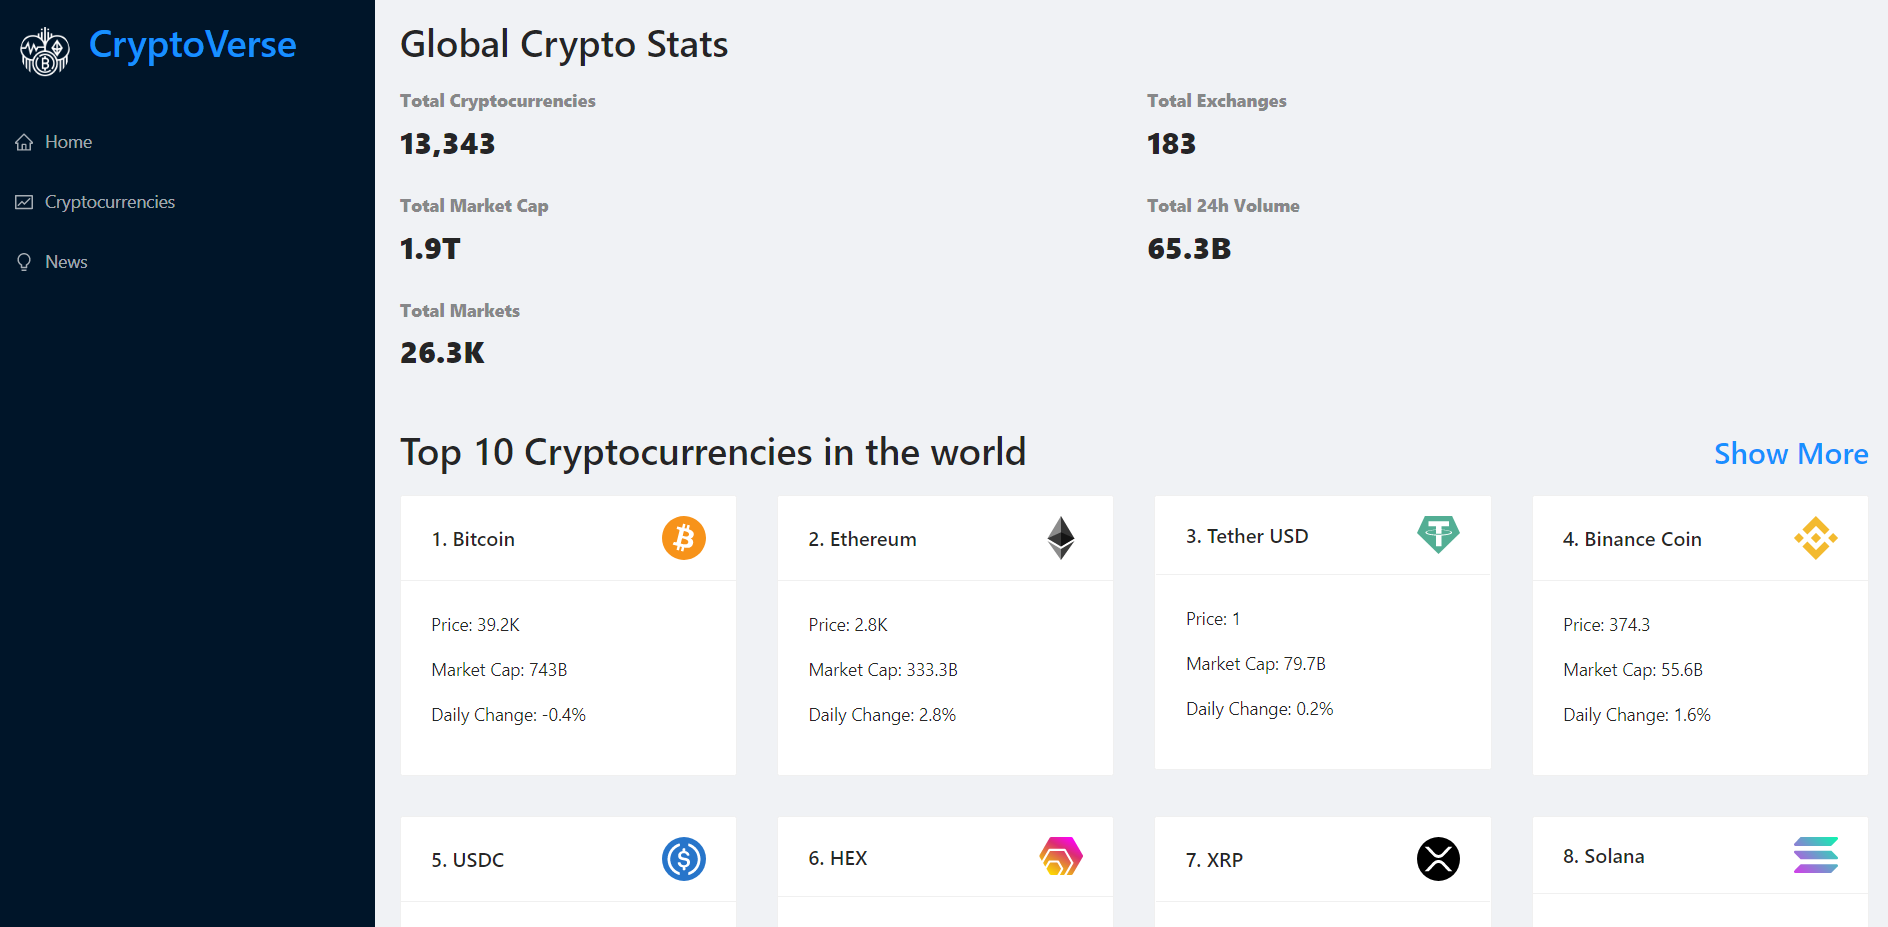 CryptoVerse
Home
Cryptocurrencies
News
Global Crypto Stats
Total Cryptocurrencies
13,343
Total Exchanges
183
Total Market Cap
1.9T
Total 24h Volume
65.3B
Total Markets
26.3K
Top 10 Cryptocurrencies in the world
Show More
1. Bitcoin
Price: 39.2K
Market Cap: 743B
Daily Change: -0.4%
2. Ethereum
Price: 2.8K
Market Cap: 333.3B
Daily Change: 2.8%
3. Tether USD
Price: 1
Market Cap: 79.7B
Daily Change: 0.2%
4. Binance Coin
Price: 374.3
Market Cap: 55.6B
Daily Change: 1.6%
5. USDC
6. HEX
7. XRP
8. Solana